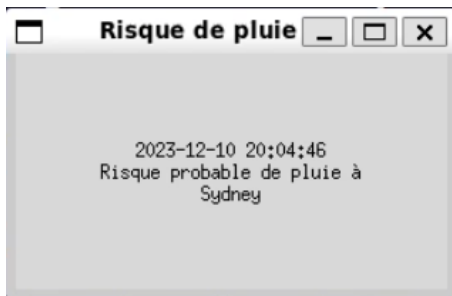 Risque de pluie
2023-12-10 20:04:46
Risque probable de pluie à
Sydney